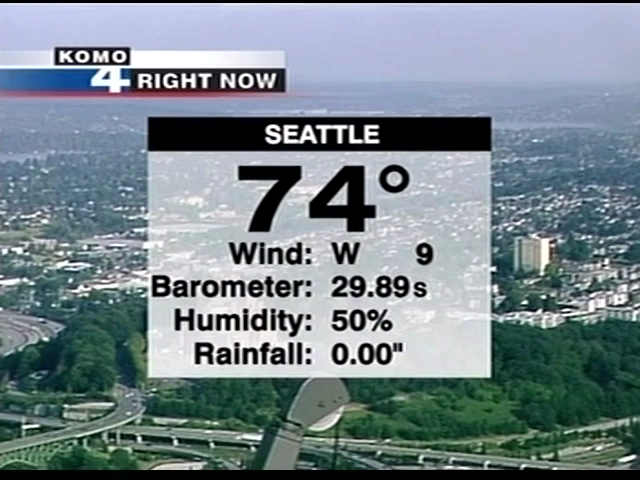 KOMO
4 RIGHT NOW
SEATTLE
74°
Wind: W 9
Barometer: 29.89s
Humidity: 50%
Rainfall: 0.00"